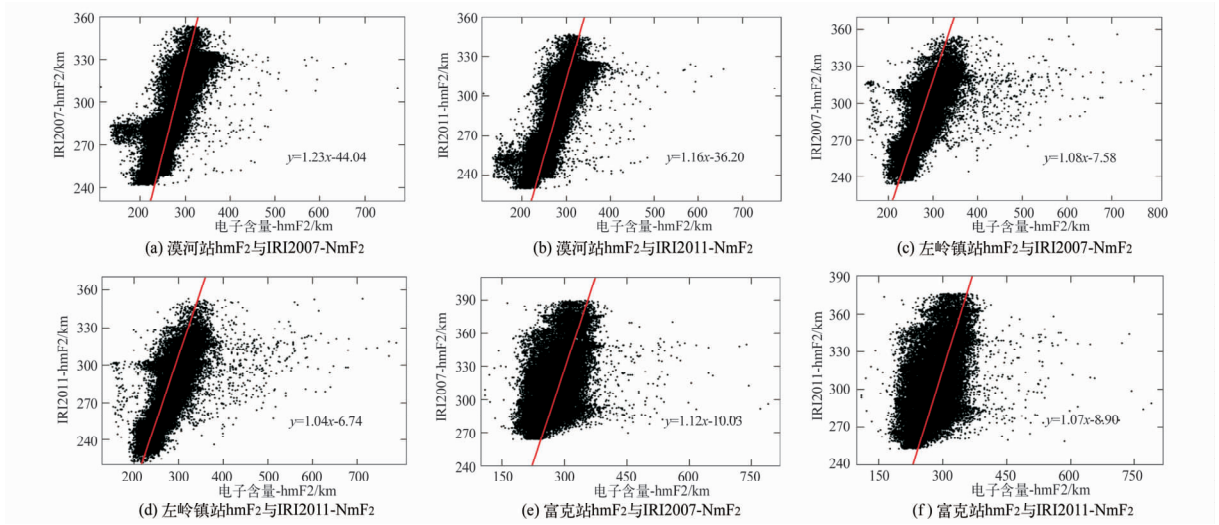 360
330
300
270
240
IRI2007-hmF2/km
y=1.23x-44.04
200 300 400 500 600 700
电子含量-hmF2/km
(a) 漠河站hmF2与IRI2007-NmF2
360
330
300
270
240
IRI2011-hmF2/km
y=1.16x-36.20
200 300 400 500 600 700
电子含量-hmF2/km
(b) 漠河站hmF2与IRI2011-NmF2
360
330
300
270
240
IRI2007-hmF2/km
y=1.08x-7.58
200 300 400 500 600 700 800
电子含量-hmF2/km
(c) 左岭镇站hmF2与IRI2007-NmF2
360
330
300
270
240
IRI2011-hmF2/km
y=1.04x-6.74
200 300 400 500 600 700
电子含量-hmF2/km
(d) 左岭镇站hmF2与IRI2011-NmF2
390
360
330
300
270
240
IRI2007-hmF2/km
y=1.12x-10.03
150 300 450 600 750
电子含量-hmF2/km
(e) 富克站hmF2与IRI2007-NmF2
390
360
330
300
270
240
IRI2011-hmF2/km
y=1.07x-8.90
150 300 450 600 750
电子含量-hmF2/km
(f) 富克站hmF2与IRI2011-NmF2